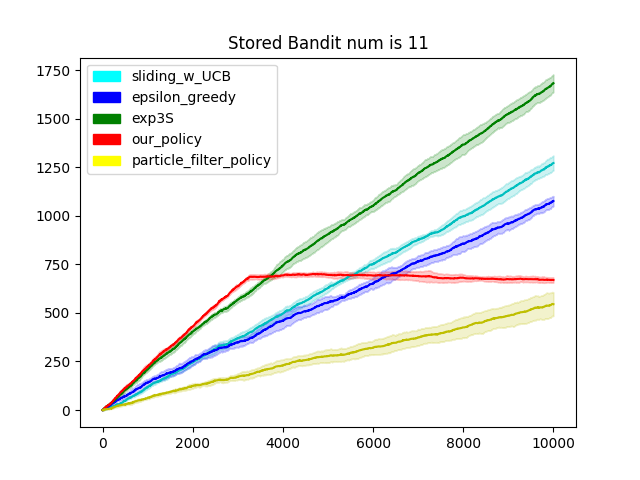 Stored Bandit num is 11
sliding_w_UCB
epsilon_greedy
exp3S
our_policy
particle_filter_policy
1750
1500
1250
1000
750
500
250
0
0 2000 4000 6000 8000 10000